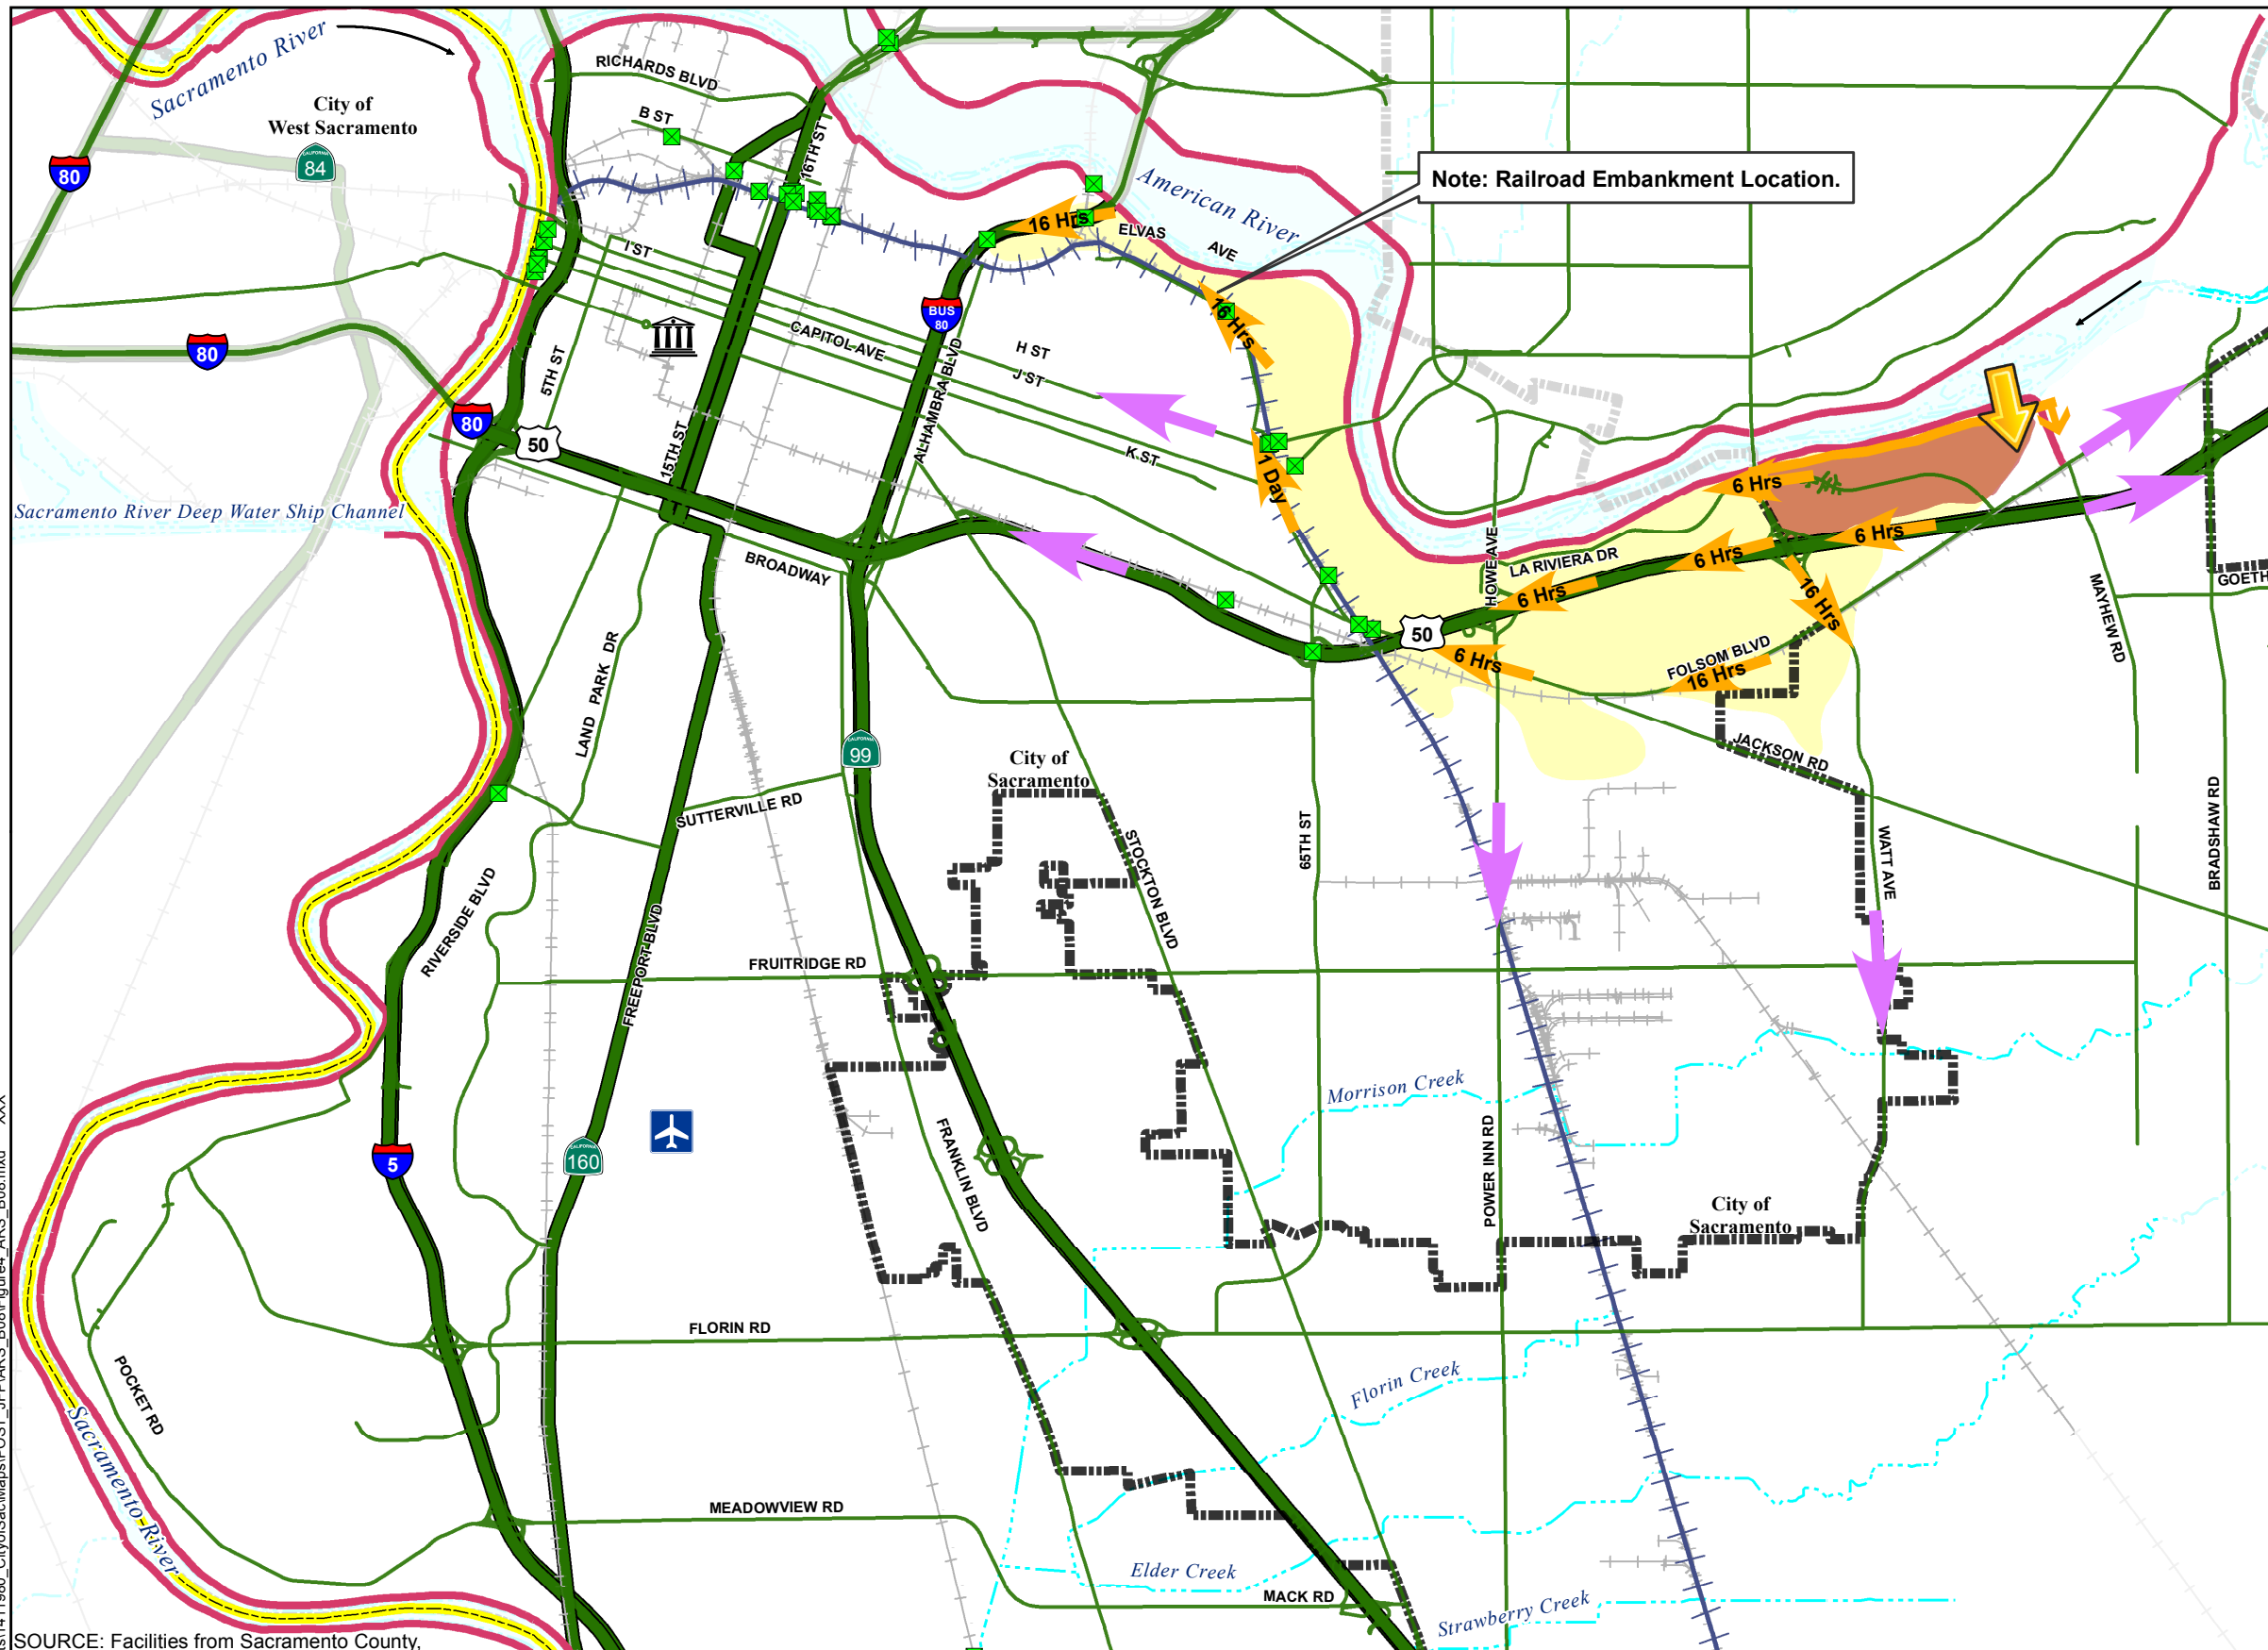 Sacramento River
City of
West Sacramento
84
80
RICHARDS BLVD
B ST
16TH ST
American River
Note: Railroad Embankment Location.
16 Hrs
ELVAS
AVE
I ST
16 Hrs
BUS
80
CAPITOL AVE
H ST
J ST
K ST
80
5TH ST
80
50
15TH ST
ALHAMBRA BLVD
1 Day
6 Hrs
Sacramento River Deep Water Ship Channel
BROADWAY
HOWE AVE
LA RIVIERA DR
6 Hrs
6 Hrs
6 Hrs
16 Hrs
GOETH
MAYHEW RD
50
6 Hrs
FOLSOM BLVD
16 Hrs
LAND PARK DR
99
City of
Sacramento
JACKSON RD
SUTTERVILLE RD
STOCKTON BLVD
65TH ST
WATT AVE
BRADSHAW RD
RIVERSIDE BLVD
FREEPORT BLVD
FRUITRIDGE RD
Morrison Creek
5
CALIFORNIA
160
FRANKLIN BLVD
POWER INN RD
City of
Sacramento
FLORIN RD
POCKET RD
Florin Creek
Sacramento River
MEADOWVIEW RD
Elder Creek
MACK RD
Strawberry Creek
SOURCE: Facilities from Sacramento County,